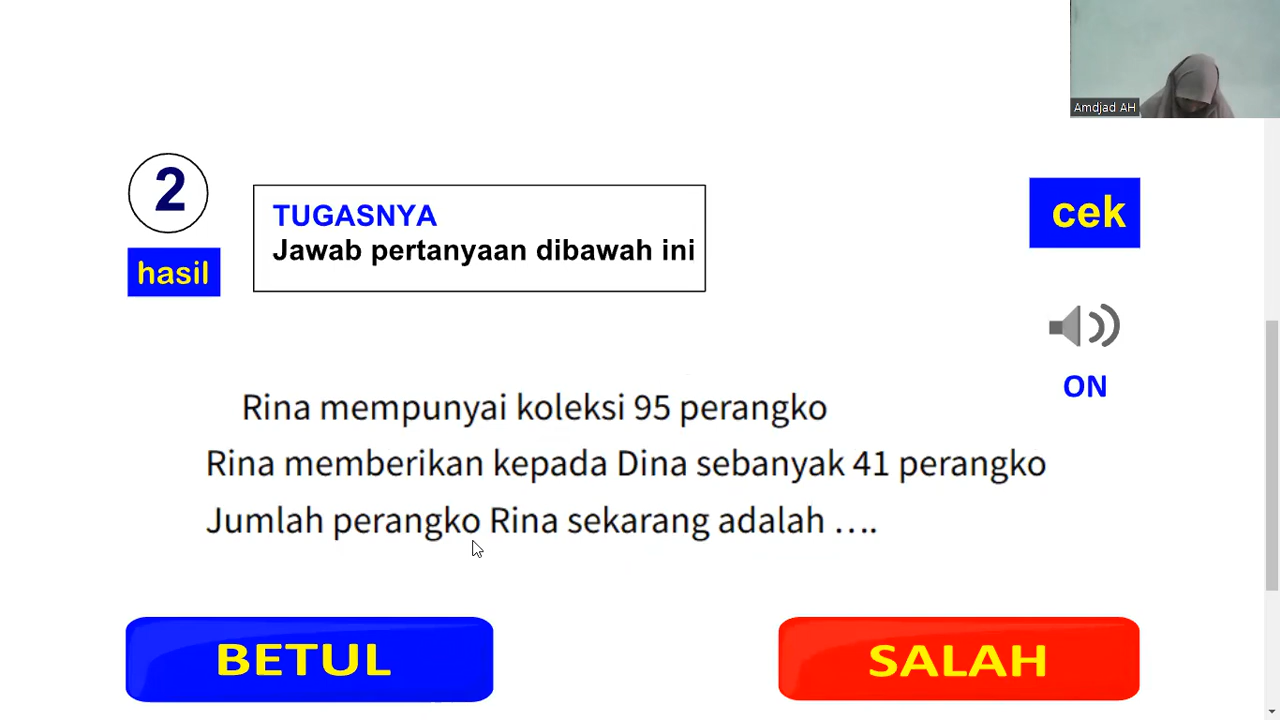 Amdjad AH
2
hasil
TUGASNYA
Jawab pertanyaan dibawah ini
cek
ON
Rina mempunyai koleksi 95 perangko
Rina memberikan kepada Dina sebanyak 41 perangko
Jumlah perangko Rina sekarang adalah ….
BETUL
SALAH